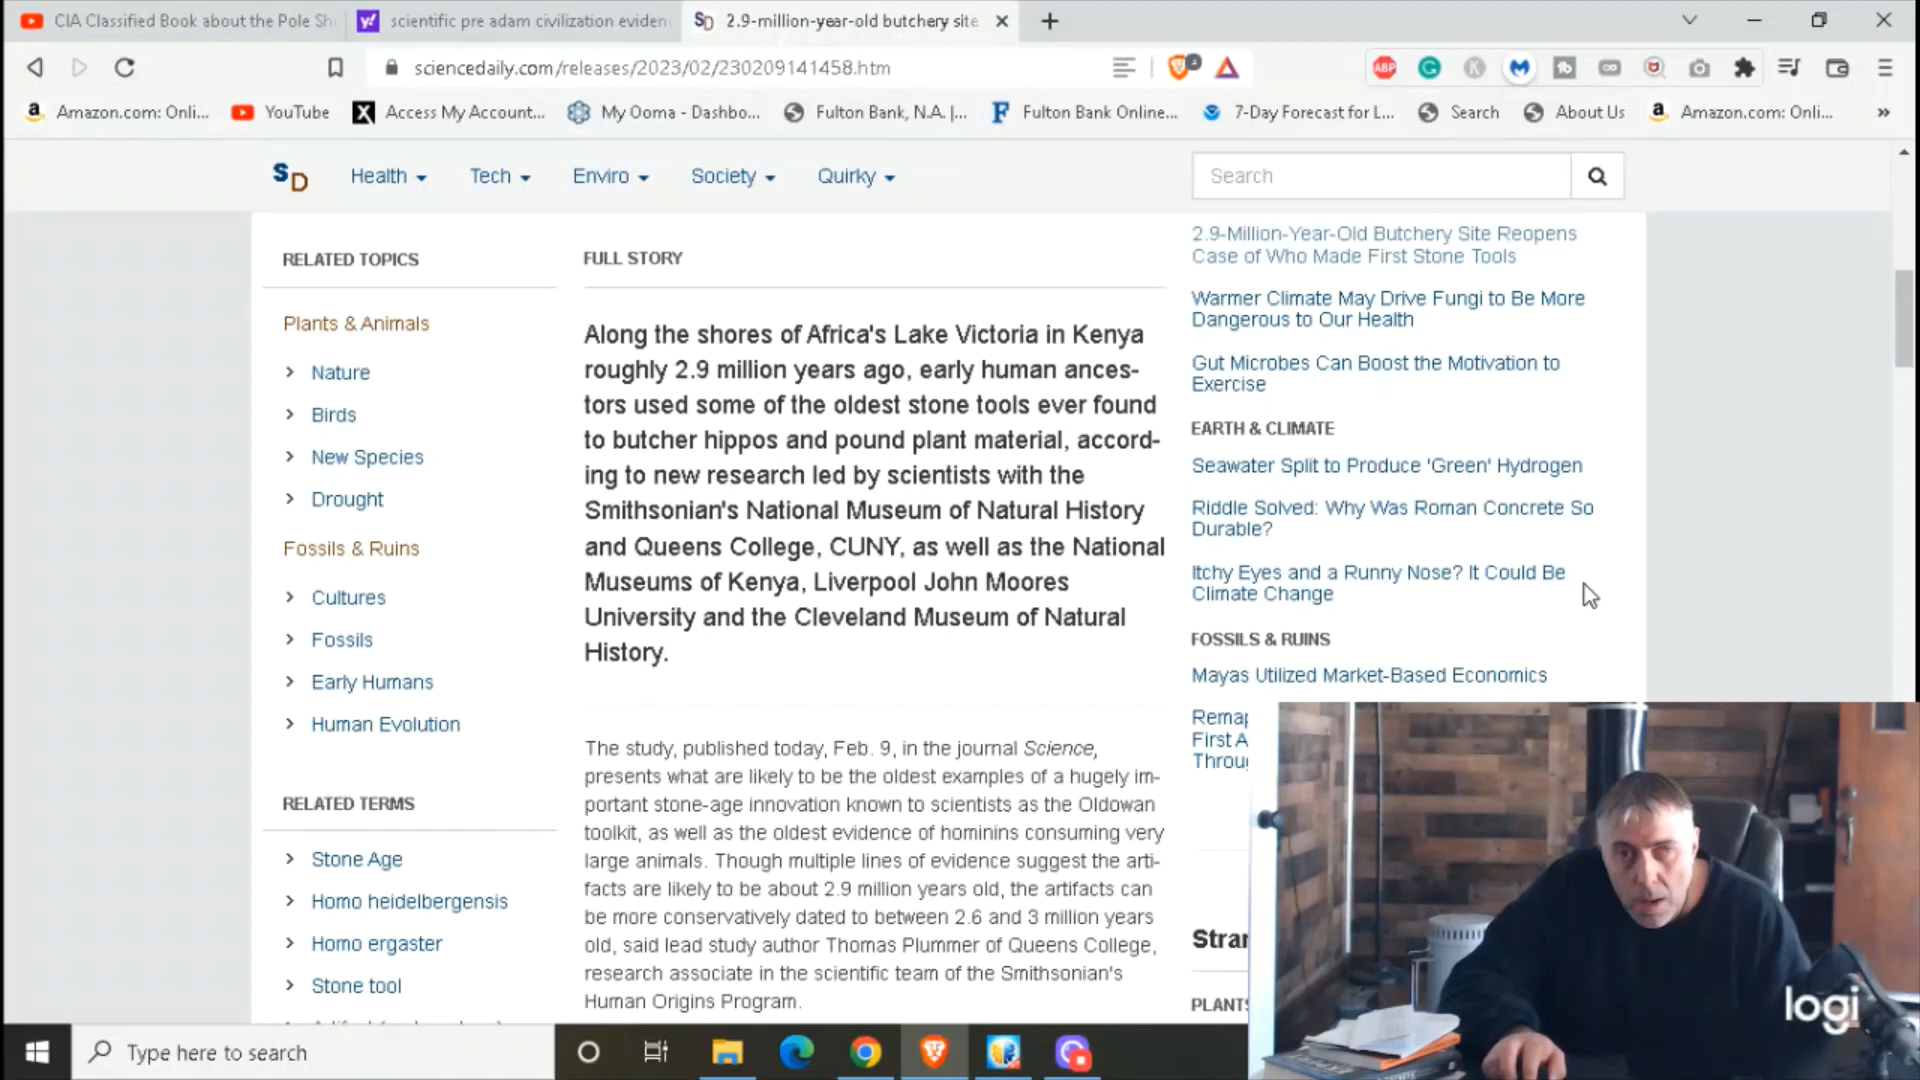 CIA Classified Book about the Pole Sh
scientific pre adam civilization eviden
2.9-million-year-old butchery site
sciencedaily.com/releases/2023/02/230209141458.htm
Amazon.com: Onli...
YouTube
Access My Account...
My Ooma - Dashbo...
Fulton Bank, N.A. |...
Fulton Bank Online...
7-Day Forecast for L...
Search
About Us
Amazon.com: Onli...
SD
Health
Tech
Enviro
Society
Quirky
Search
RELATED TOPICS
Plants & Animals
Nature
Birds
New Species
Drought
Fossils & Ruins
Cultures
Fossils
Early Humans
Human Evolution
RELATED TERMS
Stone Age
Homo heidelbergensis
Homo ergaster
Stone tool
FULL STORY
Along the shores of Africa's Lake Victoria in Kenya
roughly 2.9 million years ago, early human ances-
tors used some of the oldest stone tools ever found
to butcher hippos and pound plant material, accord-
ing to new research led by scientists with the
Smithsonian's National Museum of Natural History
and Queens College, CUNY, as well as the National
Museums of Kenya, Liverpool John Moores
University and the Cleveland Museum of Natural
History.
The study, published today, Feb. 9, in the journal Science,
presents what are likely to be the oldest examples of a hugely im-
portant stone-age innovation known to scientists as the Oldowan
toolkit, as well as the oldest evidence of hominins consuming very
large animals. Though multiple lines of evidence suggest the arti-
facts are likely to be about 2.9 million years old, the artifacts can
be more conservatively dated to between 2.6 and 3 million years
old, said lead study author Thomas Plummer of Queens College,
research associate in the scientific team of the Smithsonian's
Human Origins Program.
2.9-Million-Year-Old Butchery Site Reopens
Case of Who Made First Stone Tools
Warmer Climate May Drive Fungi to Be More
Dangerous to Our Health
Gut Microbes Can Boost the Motivation to
Exercise
EARTH & CLIMATE
Seawater Split to Produce 'Green' Hydrogen
Riddle Solved: Why Was Roman Concrete So
Durable?
Itchy Eyes and a Runny Nose? It Could Be
Climate Change
FOSSILS & RUINS
Mayas Utilized Market-Based Economics
Remap
First A
Throug
Stran
PLANTS
logi
Type here to search